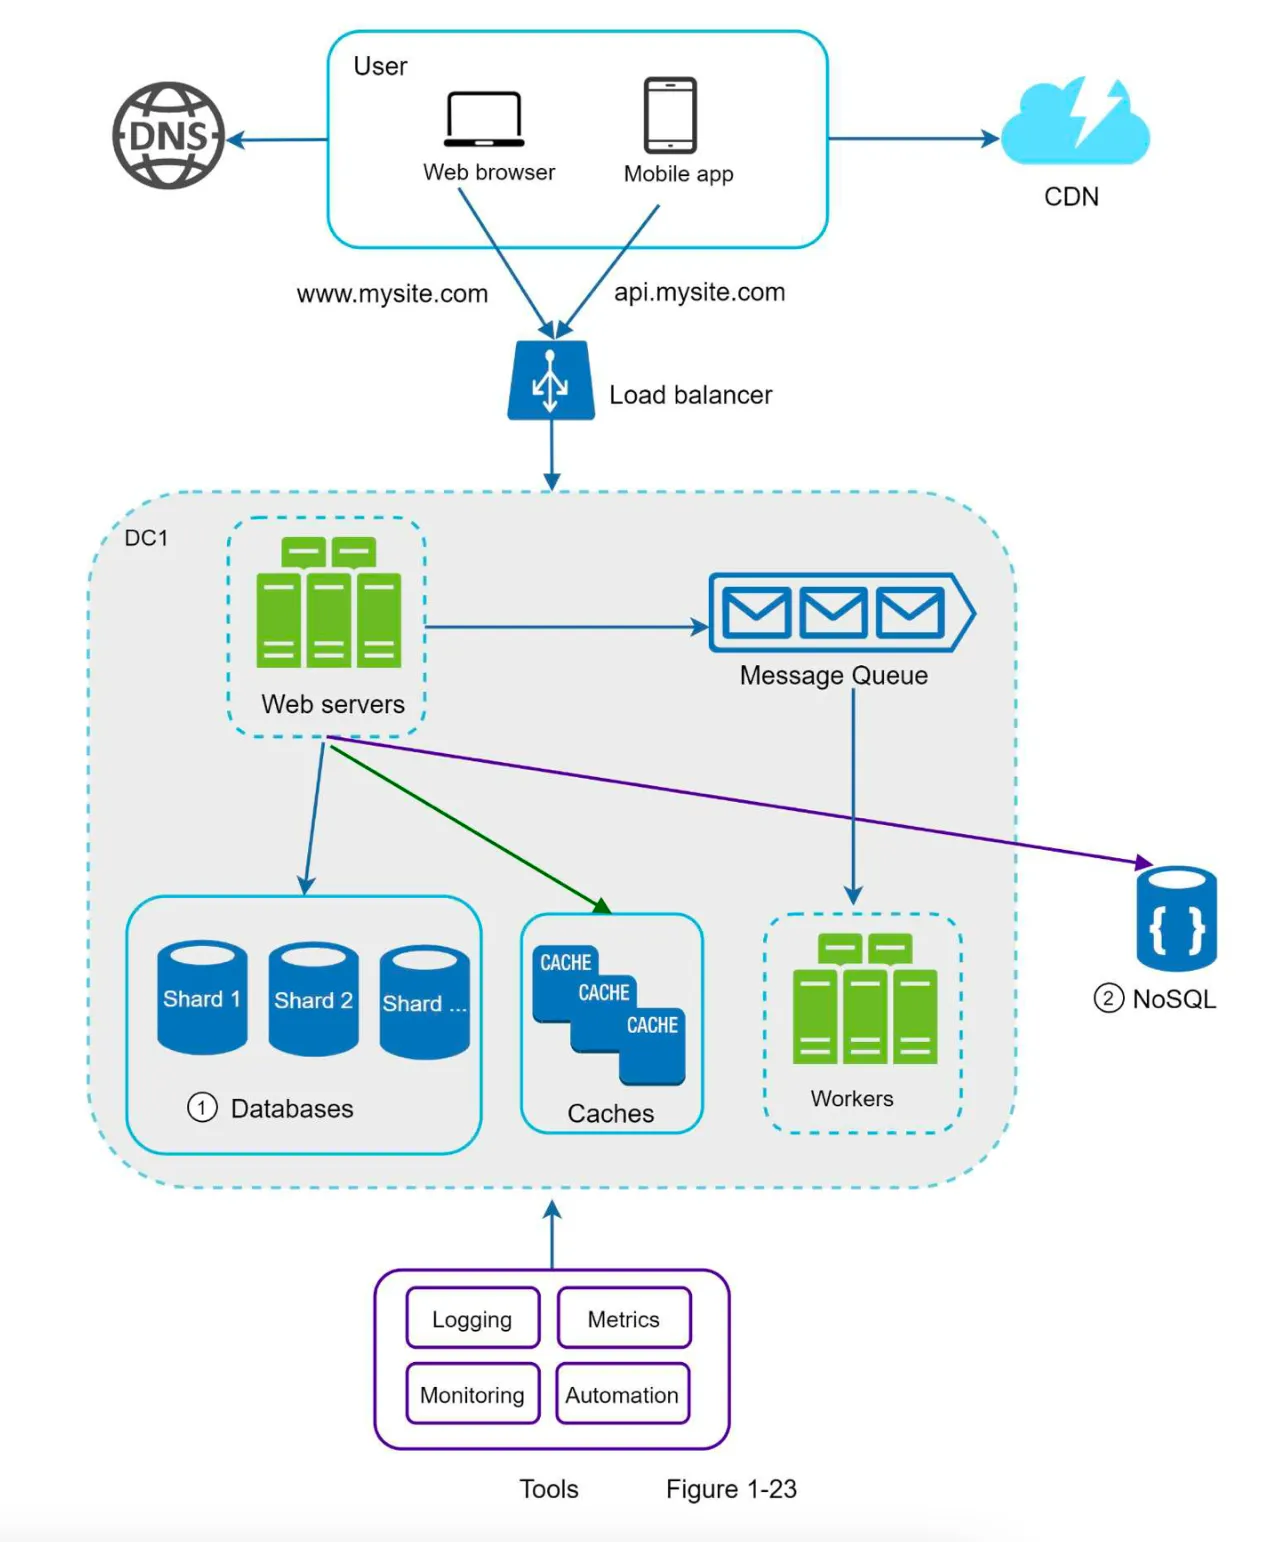 User
DNS
Web browser
Mobile app
CDN
www.mysite.com
api.mysite.com
Load balancer
DC1
Web servers
Message Queue
Shard 1
Shard 2
Shard ...
1 Databases
CACHE
CACHE
CACHE
Caches
Workers
2 NoSQL
{ }
Logging
Metrics
Monitoring
Automation
Tools
Figure 1-23